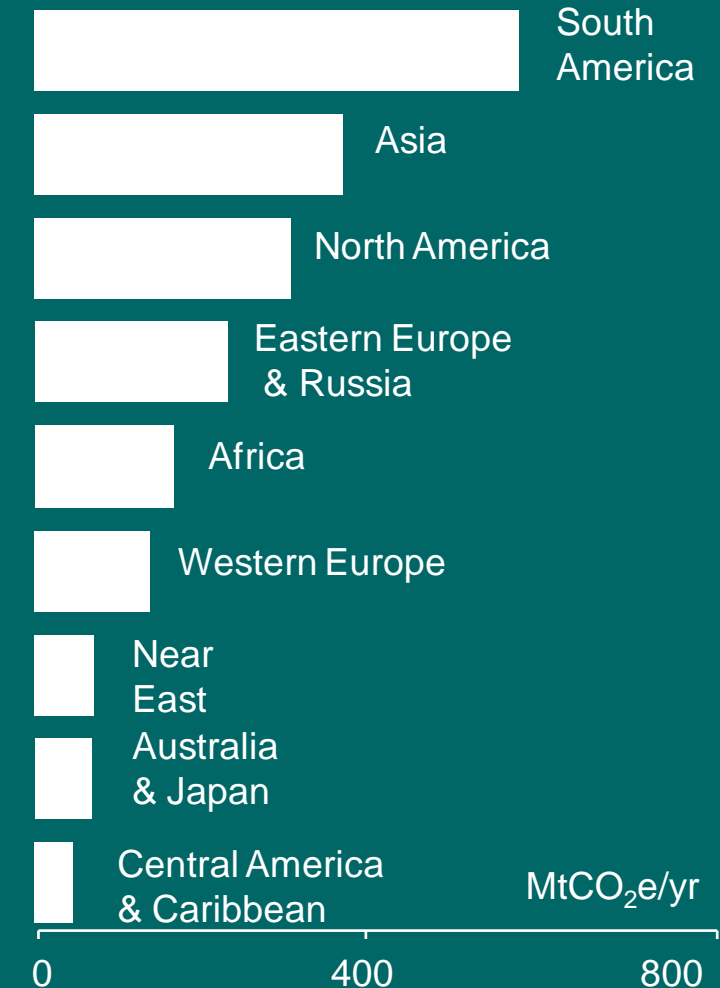 South
America
Asia
North America
Eastern Europe
& Russia
Africa
Western Europe
Near
East
Australia
& Japan
Central America
& Caribbean
MtCO₂e/yr
0 400 800